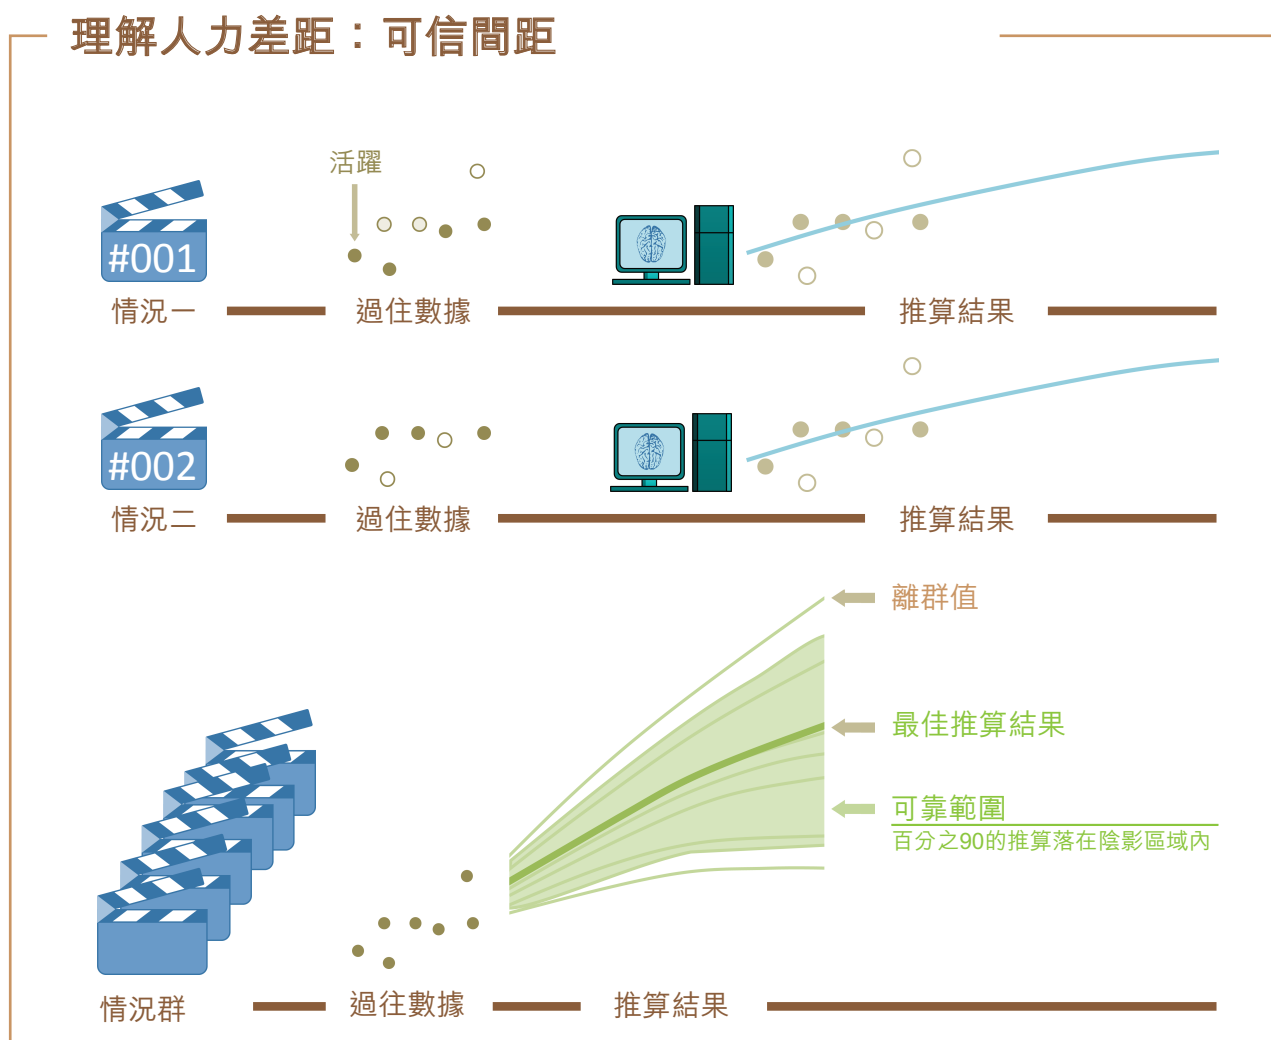 理解人力差距：可信間距
活躍
#001
情況一
過住數據
推算結果
#002
情況二
過住數據
推算結果
離群值
最佳推算結果
可靠範圍
百分之90的推算落在陰影區域內
情況群
過往數據
推算結果